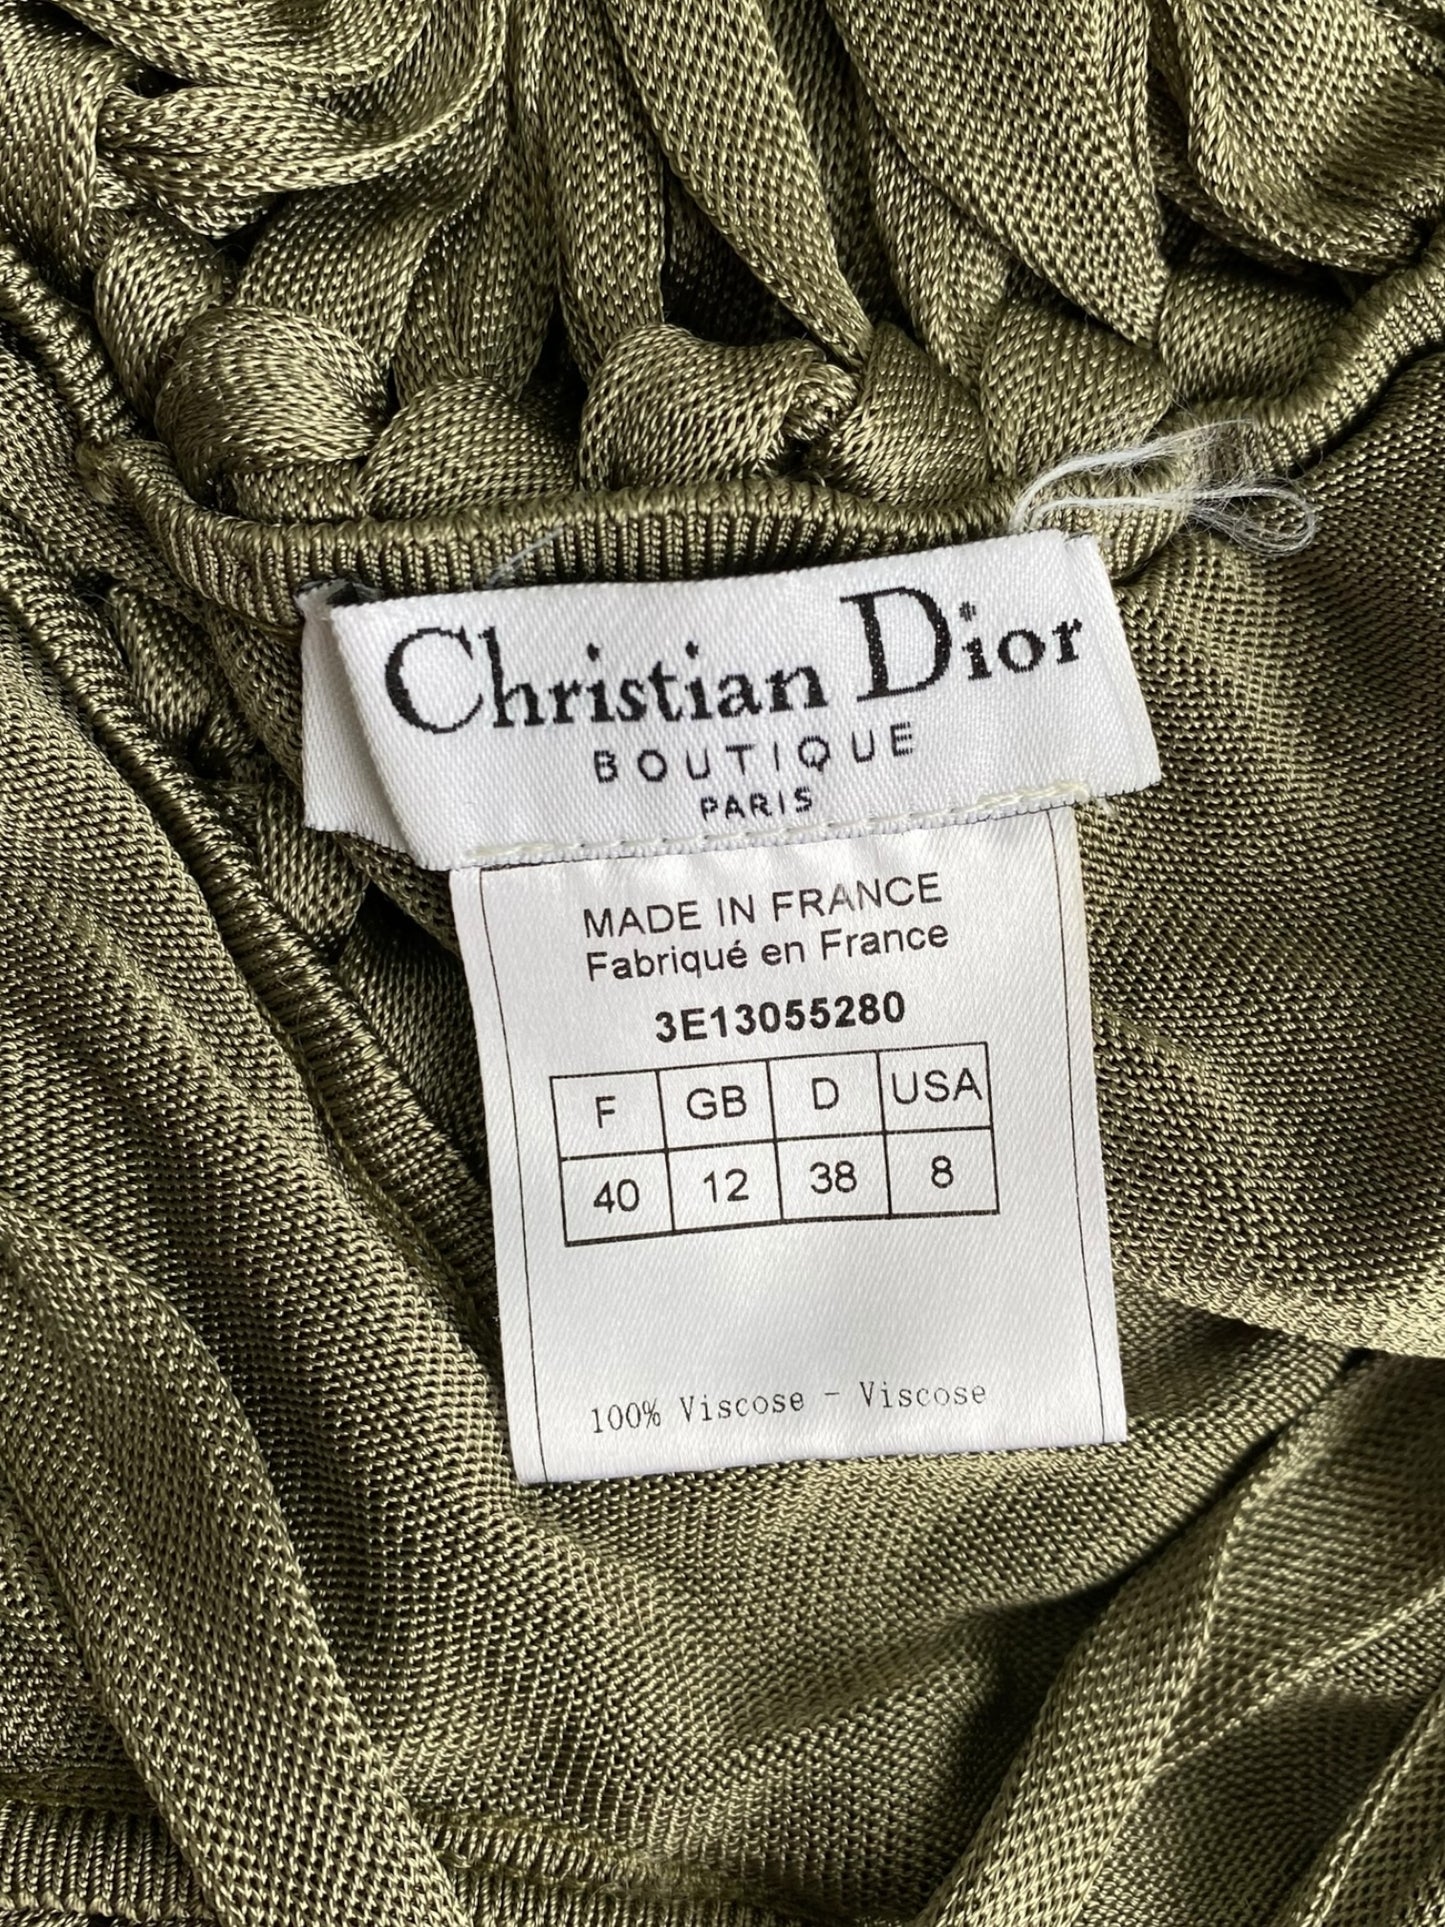 Christian Dior
BOUTIQUE
PARIS
MADE IN FRANCE
Fabriqué en France
3E13055280
F GB D USA
40 12 38 8
100% Viscose - Viscose